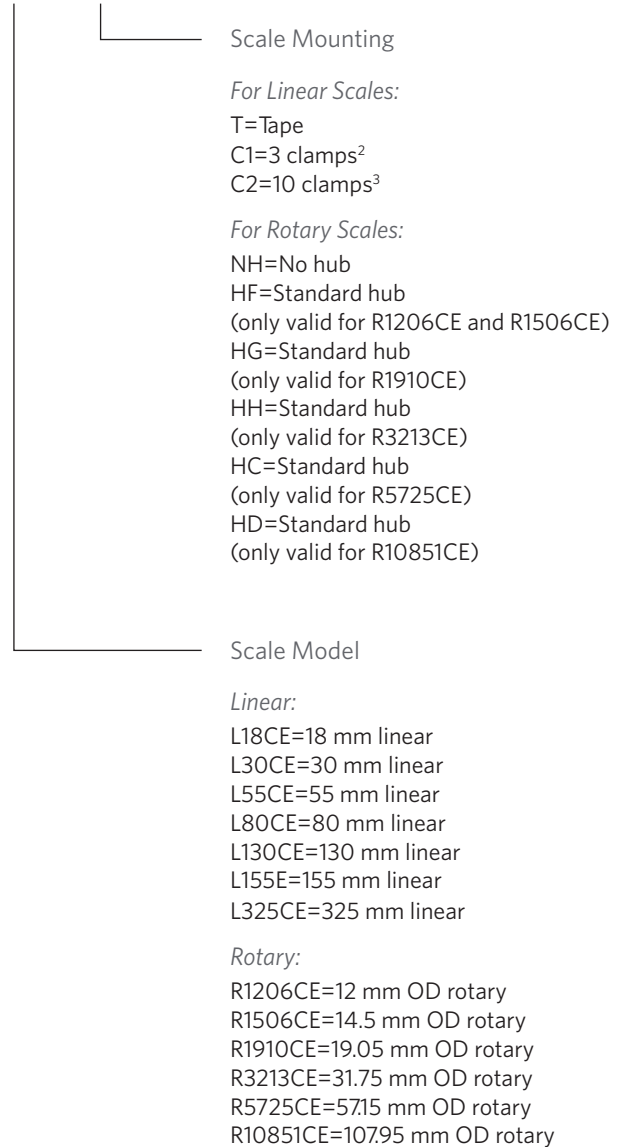 Scale Mounting
For Linear Scales:
T=Tape
C1=3 clamps²
C2=10 clamps³
For Rotary Scales:
NH=No hub
HF=Standard hub
(only valid for R1206CE and R1506CE)
HG=Standard hub
(only valid for R1910CE)
HH=Standard hub
(only valid for R3213CE)
HC=Standard hub
(only valid for R5725CE)
HD=Standard hub
(only valid for R10851CE)
Scale Model
Linear:
L18CE=18 mm linear
L30CE=30 mm linear
L55CE=55 mm linear
L80CE=80 mm linear
L130CE=130 mm linear
L155E=155 mm linear
L325CE=325 mm linear
Rotary:
R1206CE=12 mm OD rotary
R1506CE=14.5 mm OD rotary
R1910CE=19.05 mm OD rotary
R3213CE=31.75 mm OD rotary
R5725CE=57.15 mm OD rotary
R10851CE=107.95 mm OD rotary